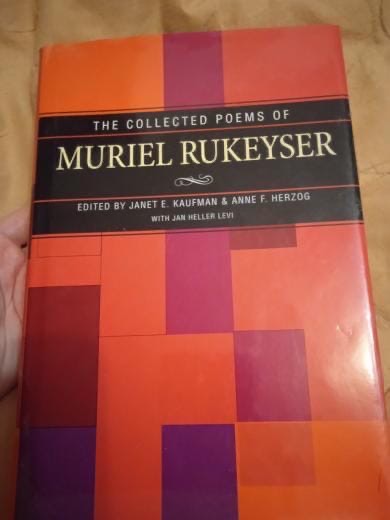 THE COLLECTED POEMS OF
MURIEL RUKEYSER
EDITED BY JANET E. KAUFMAN & ANNE F. HERZOG
WITH JAN HELLER LEVI